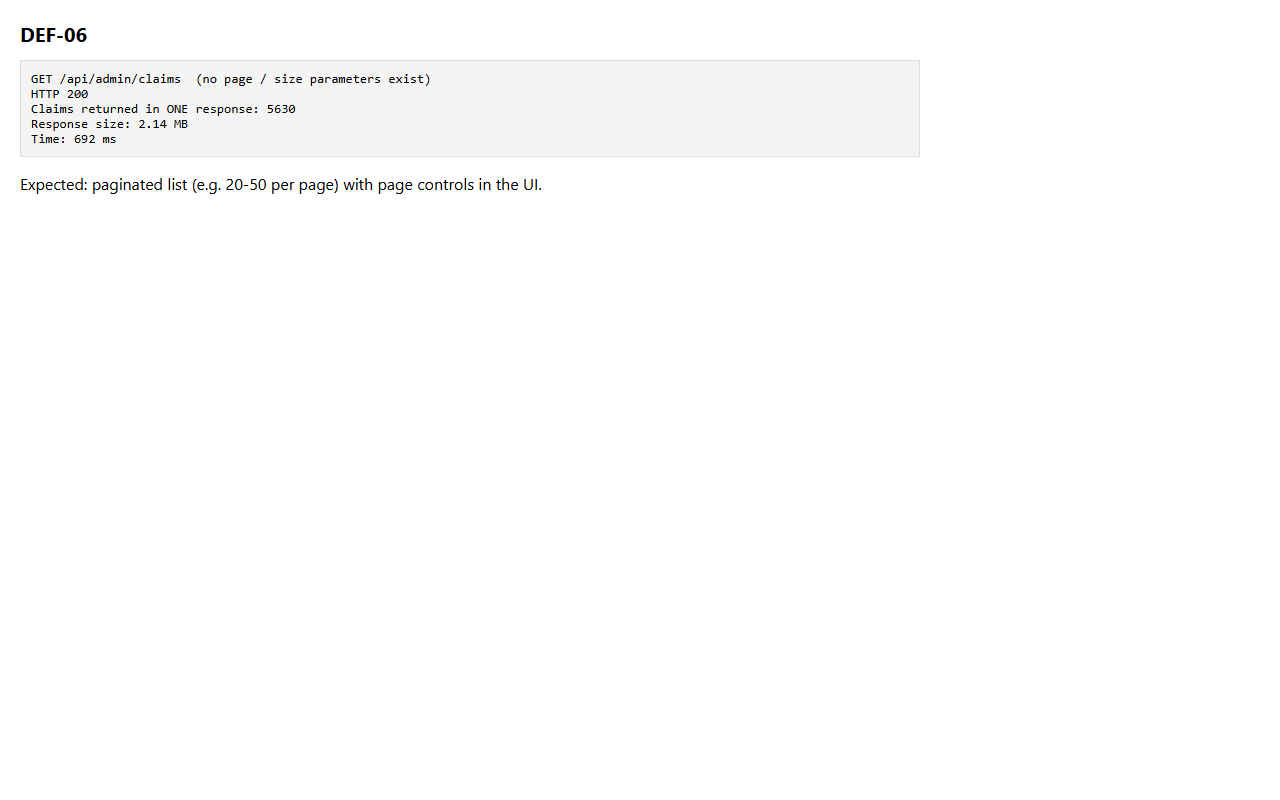 DEF-06
GET /api/admin/claims  (no page / size parameters exist)
HTTP 200
Claims returned in ONE response: 5630
Response size: 2.14 MB
Time: 692 ms
Expected: paginated list (e.g. 20-50 per page) with page controls in the UI.